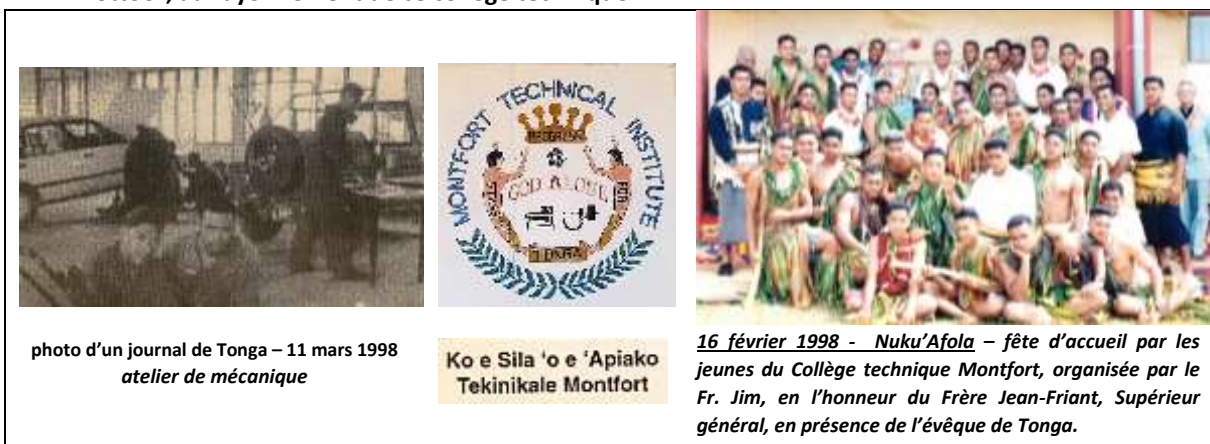 photo d'un journal de Tonga – 11 mars 1998
atelier de mécanique
MONTFORT TECHNICAL INSTITUTE
GOD ALONE
Ko e Sila 'o e 'Apiako
Tekinikale Montfort
16 février 1998 - Nuku'Afola – fête d'accueil par les
jeunes du Collège technique Montfort, organisée par le
Fr. Jim, en l'honneur du Frère Jean-Friant, Supérieur
général, en présence de l'évêque de Tonga.